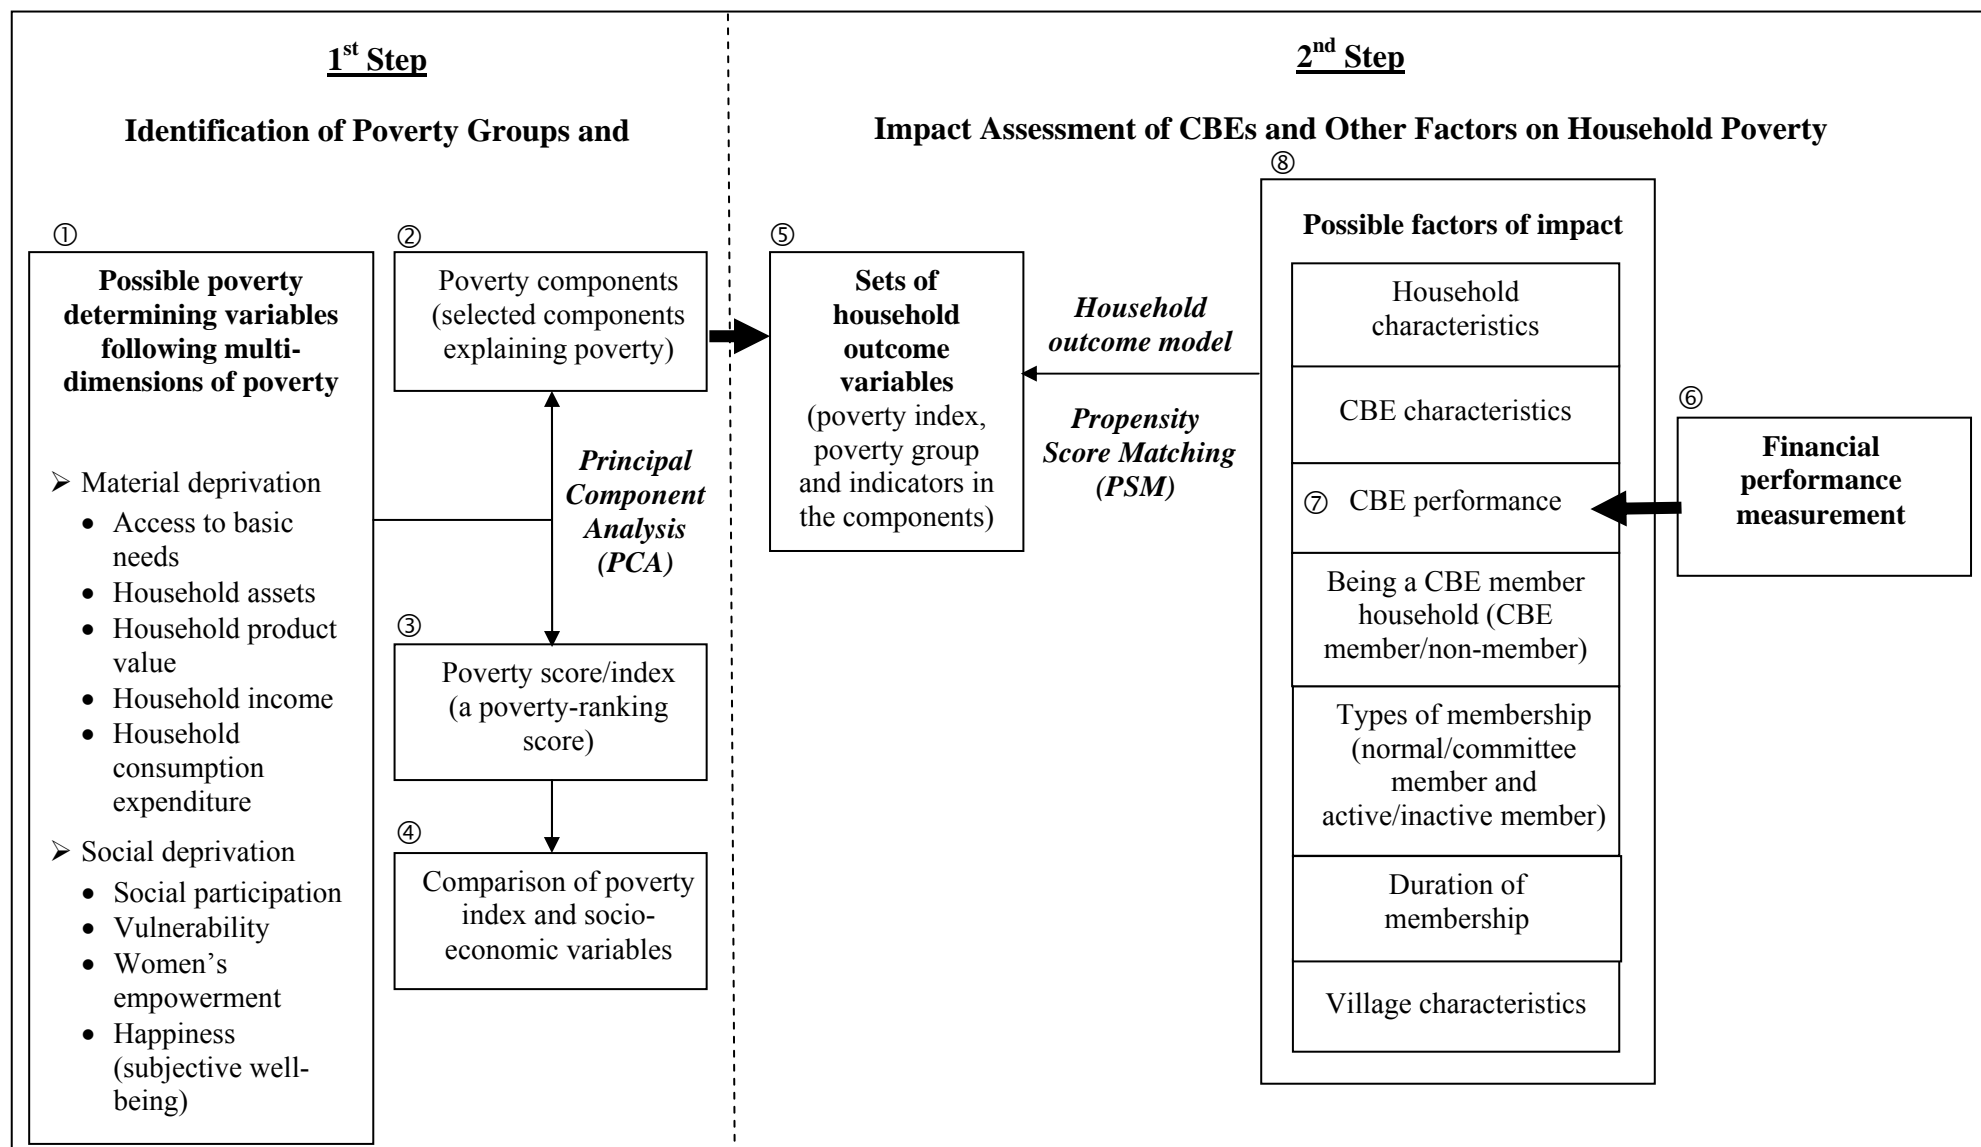 1st Step
Identification of Poverty Groups and
①
Possible poverty
determining variables
following multi-
dimensions of poverty
➢ Material deprivation
• Access to basic
needs
• Household assets
• Household product
value
• Household income
• Household
consumption
expenditure
➢ Social deprivation
• Social participation
• Vulnerability
• Women’s
empowerment
• Happiness
(subjective well-
being)
②
Poverty components
(selected components
explaining poverty)
Principal
Component
Analysis
(PCA)
③
Poverty score/index
(a poverty-ranking
score)
④
Comparison of poverty
index and socio-
economic variables
2nd Step
Impact Assessment of CBEs and Other Factors on Household Poverty
⑤
Sets of
household
outcome
variables
(poverty index,
poverty group
and indicators in
the components)
Household
outcome model
Propensity
Score Matching
(PSM)
⑧
Possible factors of impact
Household
characteristics
CBE characteristics
⑦ CBE performance
Being a CBE member
household (CBE
member/non-member)
Types of membership
(normal/committee
member and
active/inactive member)
Duration of
membership
Village characteristics
⑥
Financial
performance
measurement